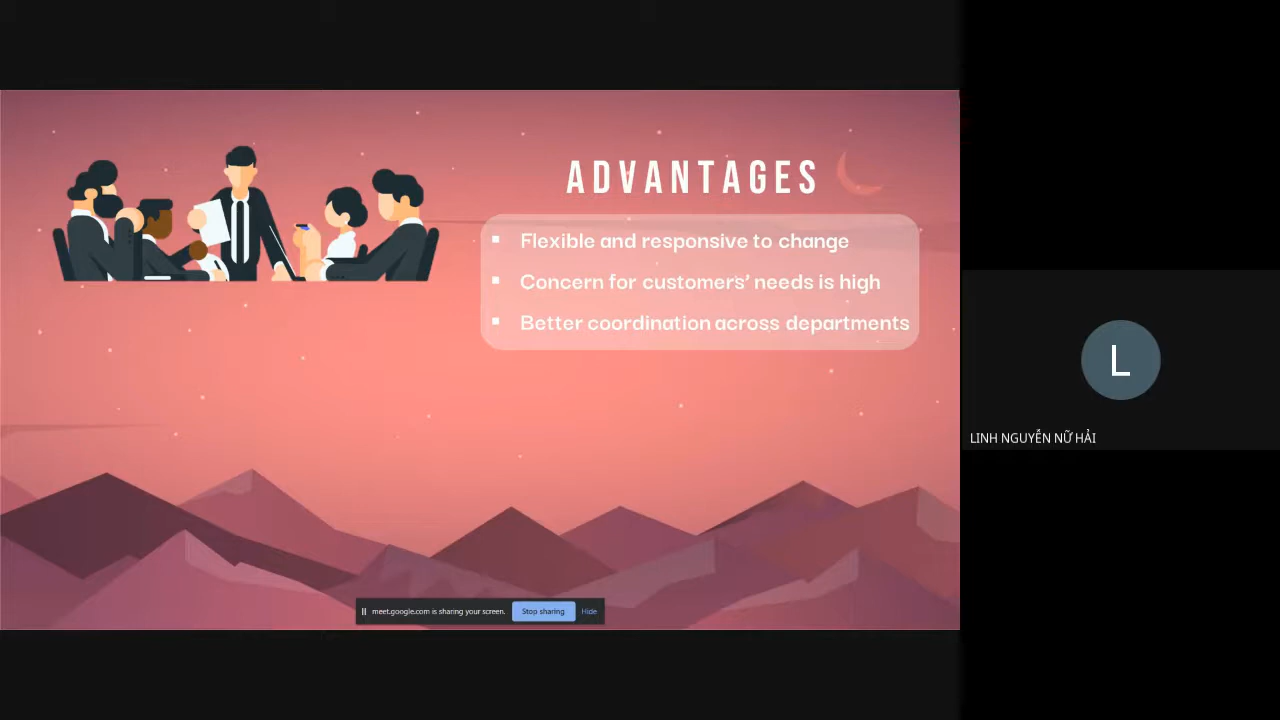 ADVANTAGES
▪ Flexible and responsive to change
▪ Concern for customers’ needs is high
▪ Better coordination across departments
L
LINH NGUYỄN NỮ HẢI
meet.google.com is sharing your screen. Stop sharing Hide